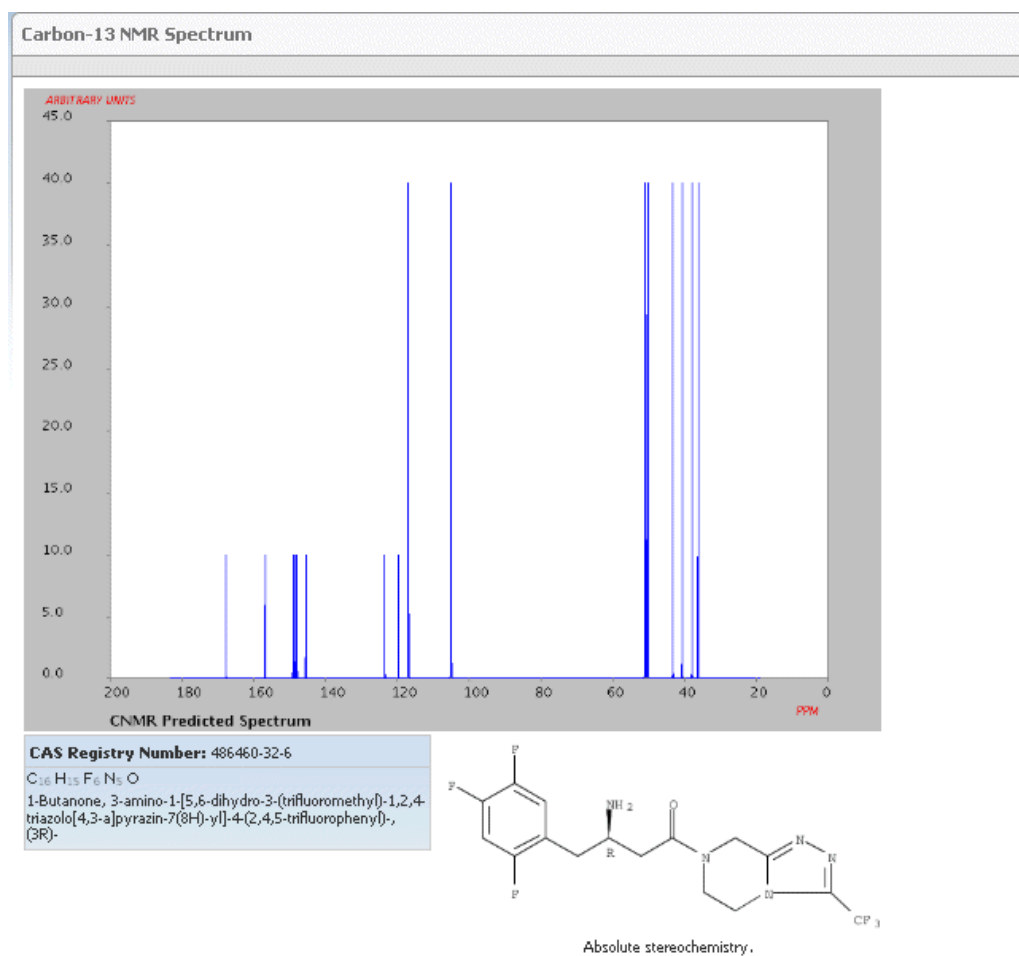 Carbon-13 NMR Spectrum
ARBITRARY UNITS
45.0
40.0
35.0
30.0
25.0
20.0
15.0
10.0
5.0
0.0
200 180 160 140 120 100 80 60 40 20 0
PPM
CNMR Predicted Spectrum
CAS Registry Number: 486460-32-6
C16 H15 F6 N5 O
1-Butanone, 3-amino-1-[5,6-dihydro-3-(trifluoromethyl)-1,2,4-
triazolo[4,3-a]pyrazin-7(8H)-yl]-4-(2,4,5-trifluorophenyl)-,
(3R)-
F
F
F
NH2
R
O
N
N
N
N
CF3
Absolute stereochemistry.